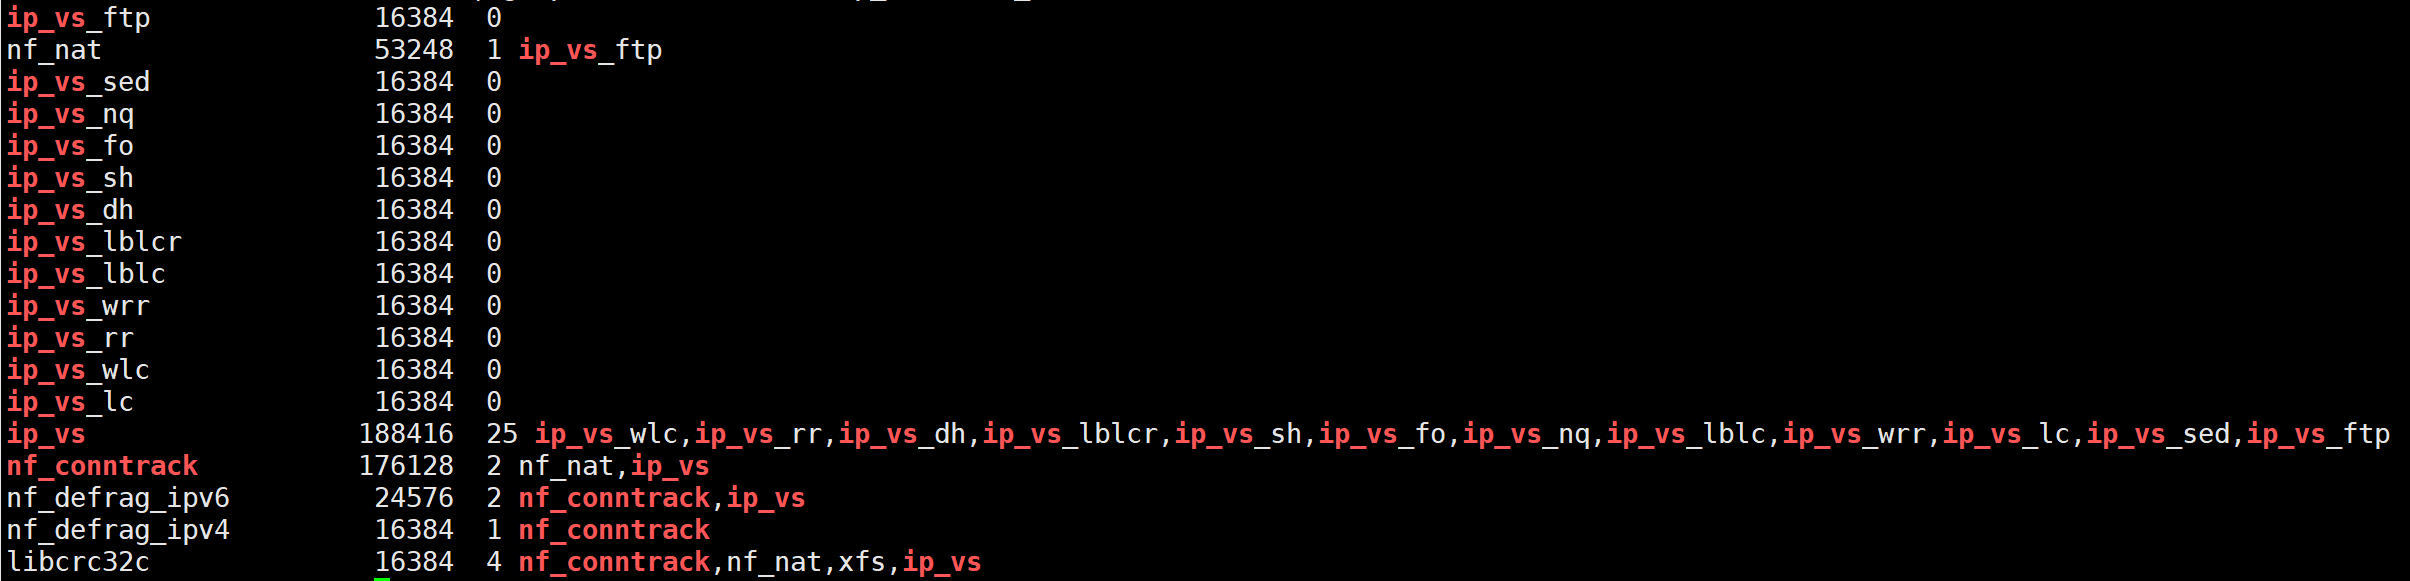 ip_vs_ftp 16384 0
nf_nat 53248 1 ip_vs_ftp
ip_vs_sed 16384 0
ip_vs_nq 16384 0
ip_vs_fo 16384 0
ip_vs_sh 16384 0
ip_vs_dh 16384 0
ip_vs_lblcr 16384 0
ip_vs_lblc 16384 0
ip_vs_wrr 16384 0
ip_vs_rr 16384 0
ip_vs_wlc 16384 0
ip_vs_lc 16384 0
ip_vs 188416 25 ip_vs_wlc,ip_vs_rr,ip_vs_dh,ip_vs_lblcr,ip_vs_sh,ip_vs_fo,ip_vs_nq,ip_vs_lblc,ip_vs_wrr,ip_vs_lc,ip_vs_sed,ip_vs_ftp
nf_conntrack 176128 2 nf_nat,ip_vs
nf_defrag_ipv6 24576 2 nf_conntrack,ip_vs
nf_defrag_ipv4 16384 1 nf_conntrack
libcrc32c 16384 4 nf_conntrack,nf_nat,xfs,ip_vs